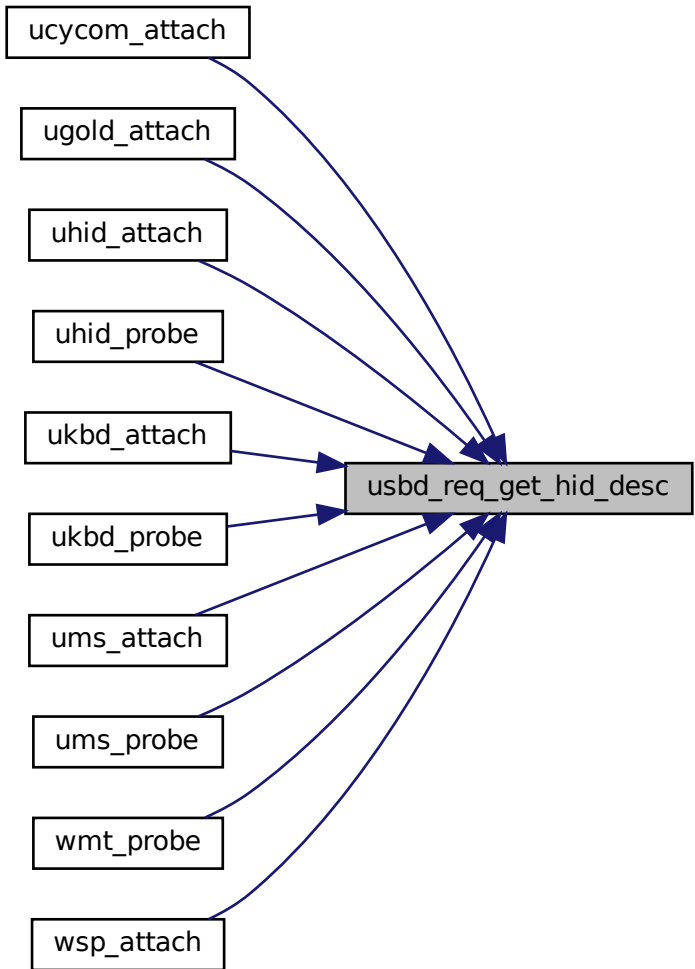 ucycom_attach
ugold_attach
uhid_attach
uhid_probe
ukbd_attach
usbd_req_get_hid_desc
ukbd_probe
ums_attach
ums_probe
wmt_probe
wsp_attach